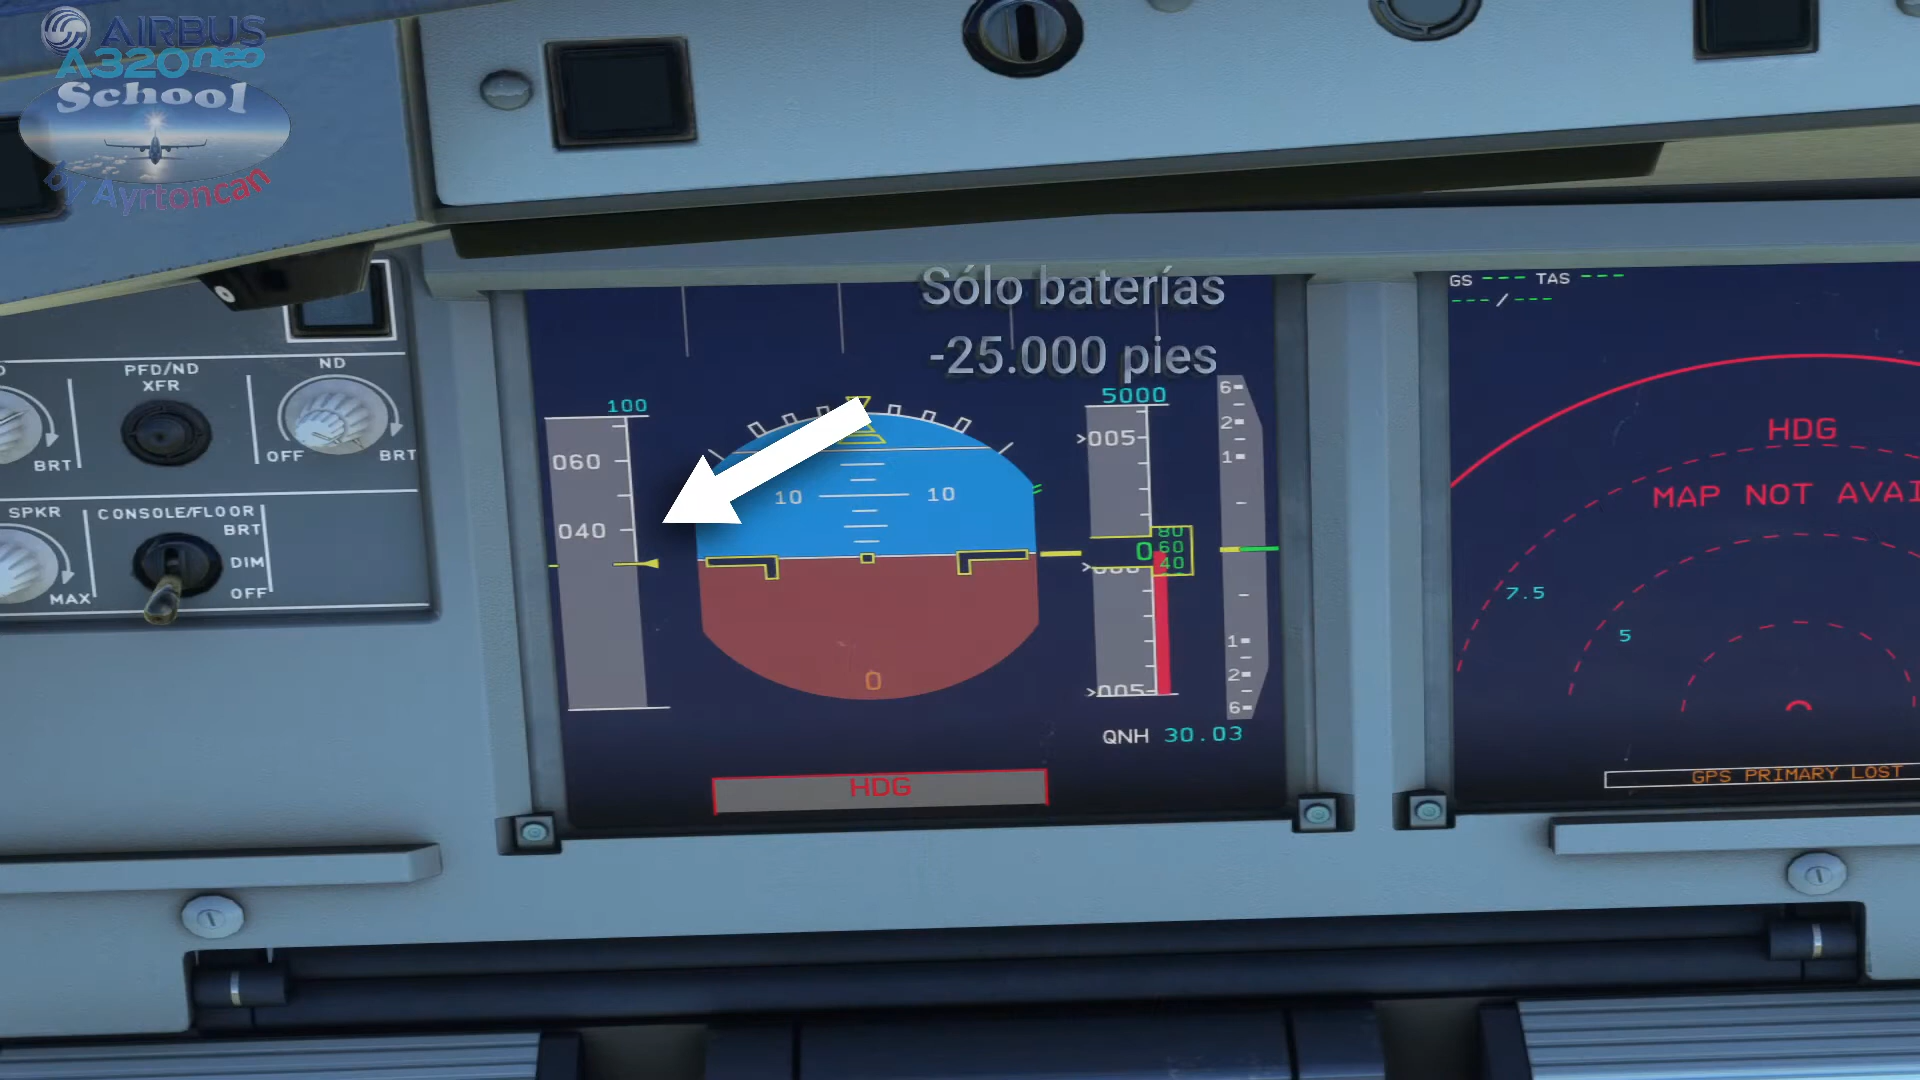 AIRBUS
A320neo
School
by Ayrtoncan
Sólo baterías
-25.000 pies
PFD/ND
XFR
ND
BRT
OFF
BRT
SPKR
CONSOLE/FLOOR
BRT
DIM
OFF
MAX
100
060
040
10
10
0
HDG
5000
005
0
80
60
40
005
QNH 30.03
6
2
1
1
2
6
GS --- TAS ---
---/---
HDG
MAP NOT AVAI
7.5
5
GPS PRIMARY LOST